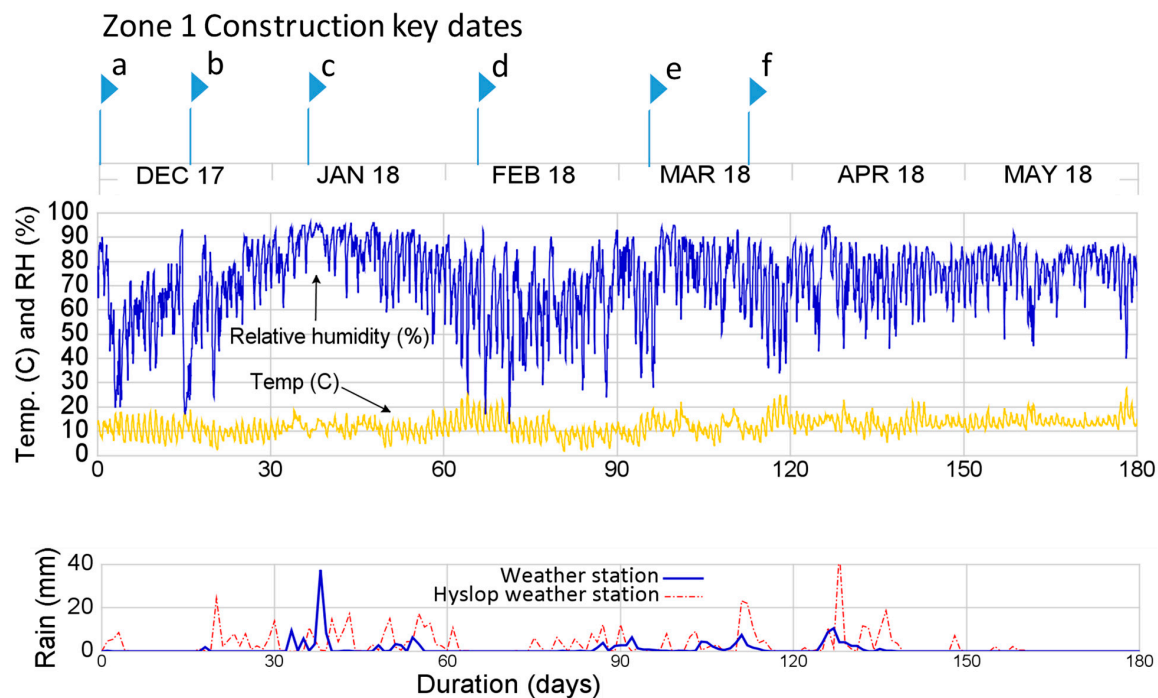 Zone 1 Construction key dates
a b c d e f
DEC 17 JAN 18 FEB 18 MAR 18 APR 18 MAY 18
Temp. (C) and RH (%)
100
90
80
70
60
50
40
30
20
10
0
Relative humidity (%)
Temp (C)
0 30 60 90 120 150 180
Rain (mm)
40
20
0
Weather station
Hyslop weather station
0 30 60 90 120 150 180
Duration (days)